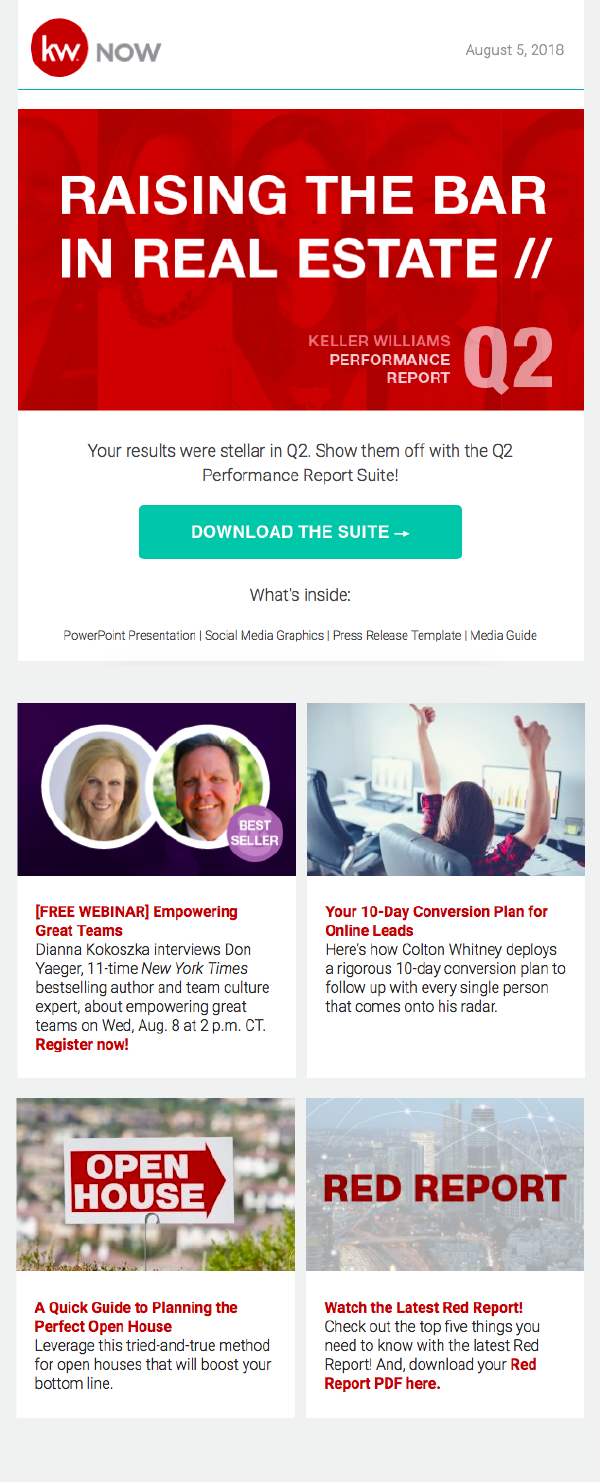 kw NOW
August 5, 2018
RAISING THE BAR
IN REAL ESTATE //
KELLER WILLIAMS
PERFORMANCE
REPORT
Q2
Your results were stellar in Q2. Show them off with the Q2
Performance Report Suite!
DOWNLOAD THE SUITE →
What's inside:
PowerPoint Presentation | Social Media Graphics | Press Release Template | Media Guide
BEST
SELLER
[FREE WEBINAR] Empowering
Great Teams
Dianna Kokoszka interviews Don
Yaeger, 11-time New York Times
bestselling author and team culture
expert, about empowering great
teams on Wed, Aug. 8 at 2 p.m. CT.
Register now!
Your 10-Day Conversion Plan for
Online Leads
Here's how Colton Whitney deploys
a rigorous 10-day conversion plan to
follow up with every single person
that comes onto his radar.
OPEN
HOUSE
A Quick Guide to Planning the
Perfect Open House
Leverage this tried-and-true method
for open houses that will boost your
bottom line.
RED REPORT
Watch the Latest Red Report!
Check out the top five things you
need to know with the latest Red
Report! And, download your Red
Report PDF here.